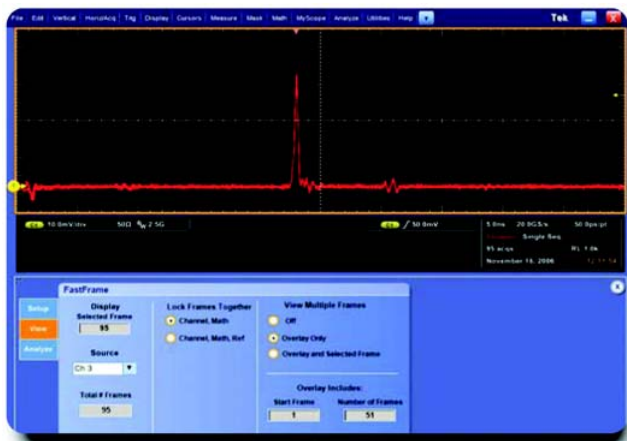 File Edit Vertical Horiz/Acq Trig Display Cursors Measure Mask Math MyScope Analyze Utilities Help Tek X
10.0mV/div 50Ω BW 2.5G
50.0mV
5.0ns 20.0GS/s 50.0ps/pt
Single Seq
95 acqs RL:1.0k
November 16, 2006
FastFrame
Setup
View
Analyze
Display
Selected Frame
95
Source
Ch 3
Total # Frames
95
Lock Frames Together
Channel, Math
Channel, Math, Ref
View Multiple Frames
Off
Overlay Only
Overlay and Selected Frame
Overlay Includes:
Start Frame Number of Frames
1 51